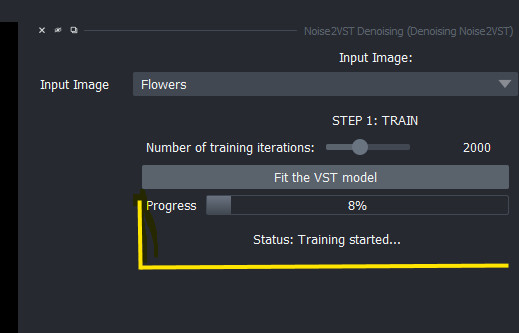 Noise2VST Denoising (Denoising Noise2VST)
Input Image:
Input Image Flowers
STEP 1: TRAIN
Number of training iterations: 2000
Fit the VST model
Progress 8%
Status: Training started...